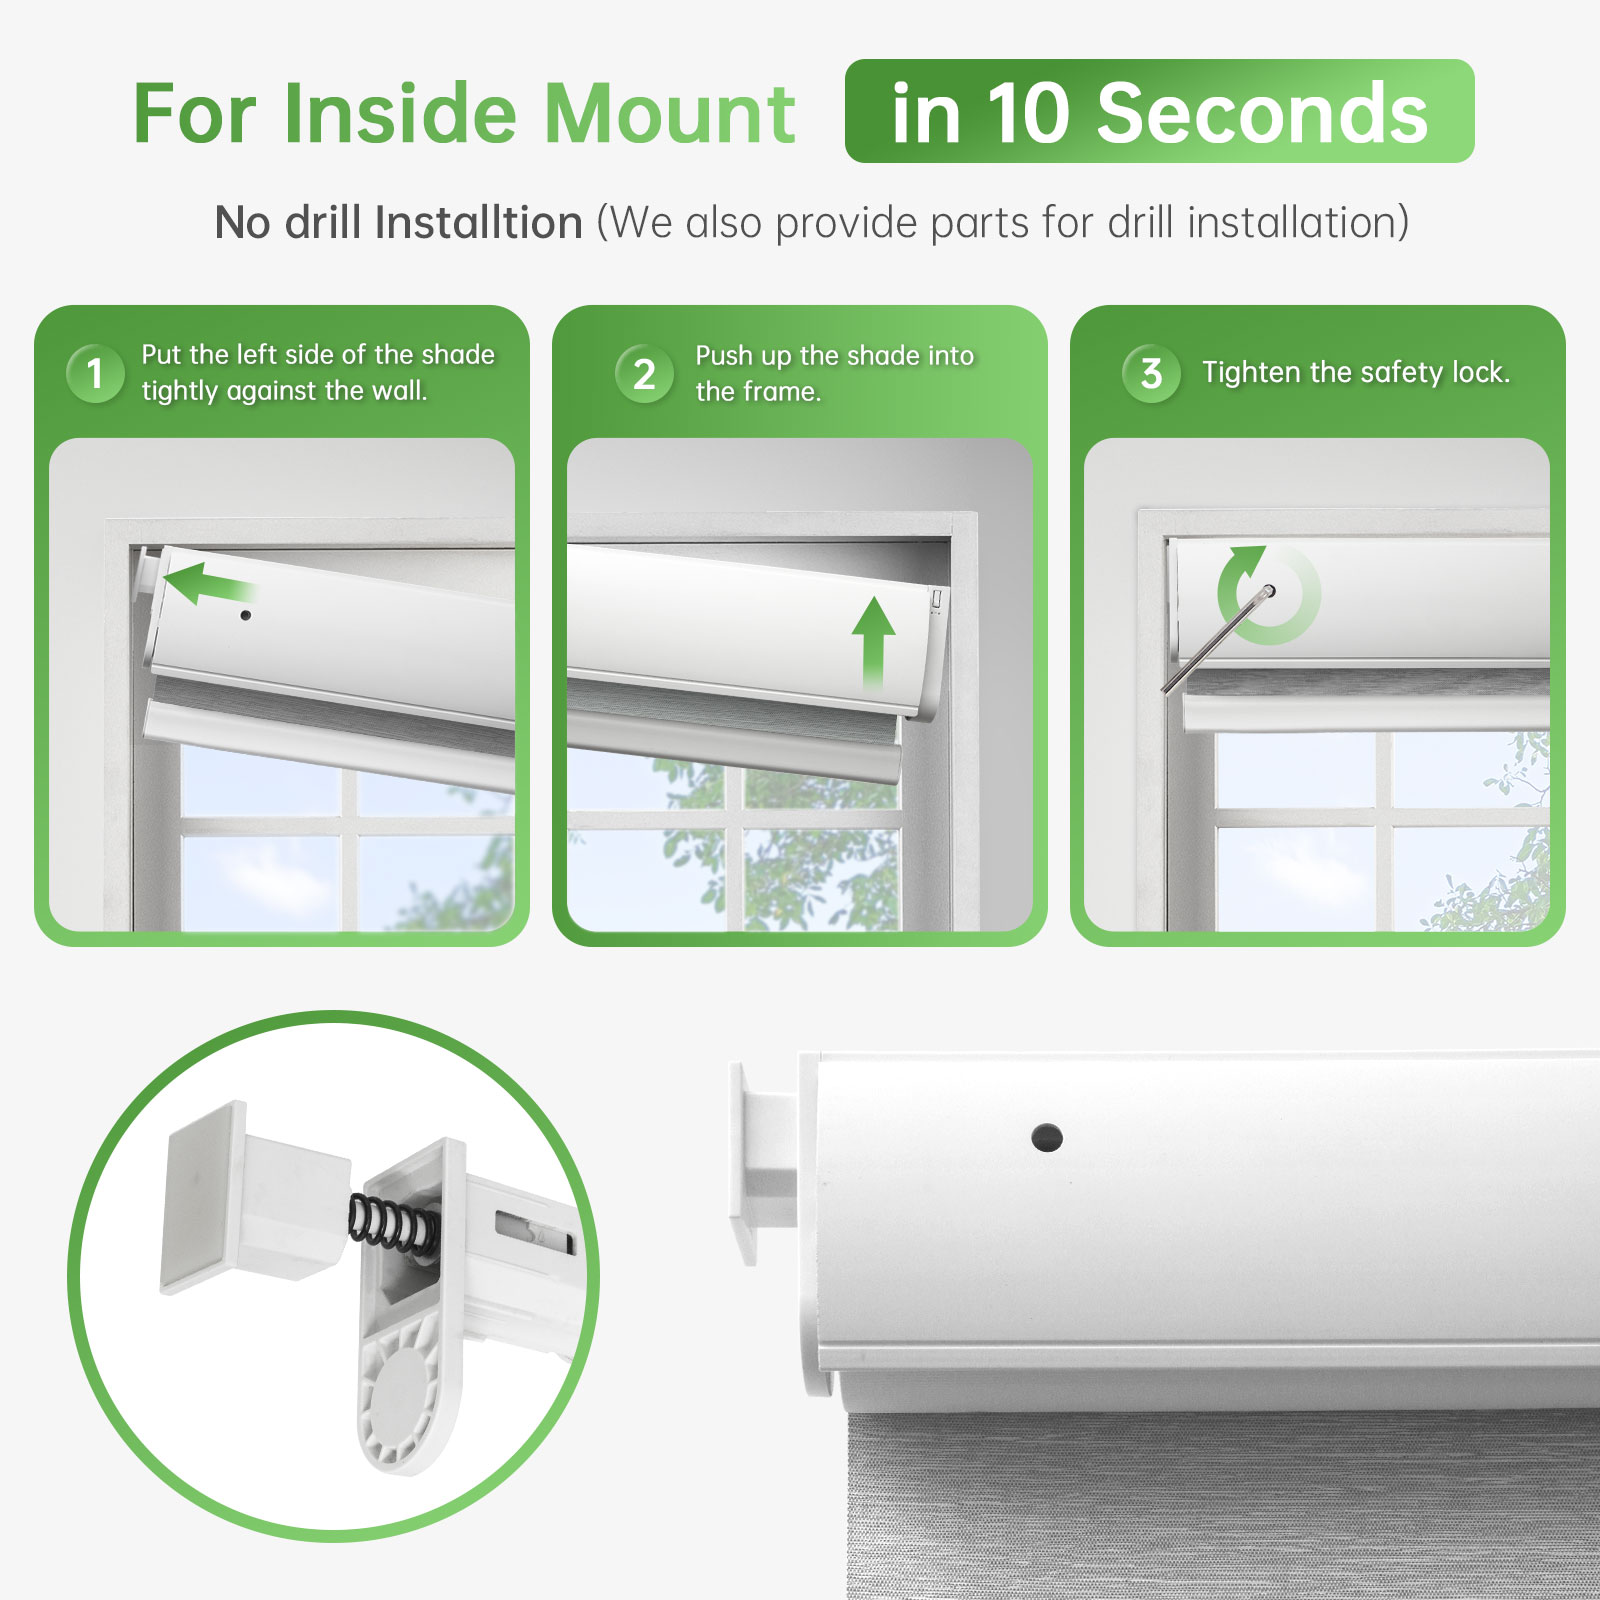 For Inside Mount in 10 Seconds
No drill Installtion (We also provide parts for drill installation)
1 Put the left side of the shade
tightly against the wall.
2 Push up the shade into
the frame.
3 Tighten the safety lock.